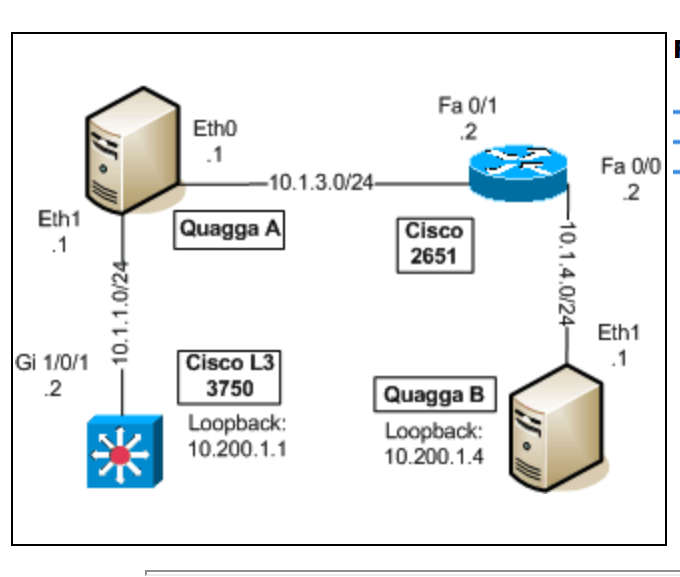 Fa 0/1
.2
Eth0
.1
Fa 0/0
.2
10.1.3.0/24
Quagga A
Eth1
.1
Cisco
2651
10.1.1.0/24
10.1.4.0/24
Eth1
.1
Gi 1/0/1
.2
Cisco L3
3750
Loopback:
10.200.1.1
Quagga B
Loopback:
10.200.1.4